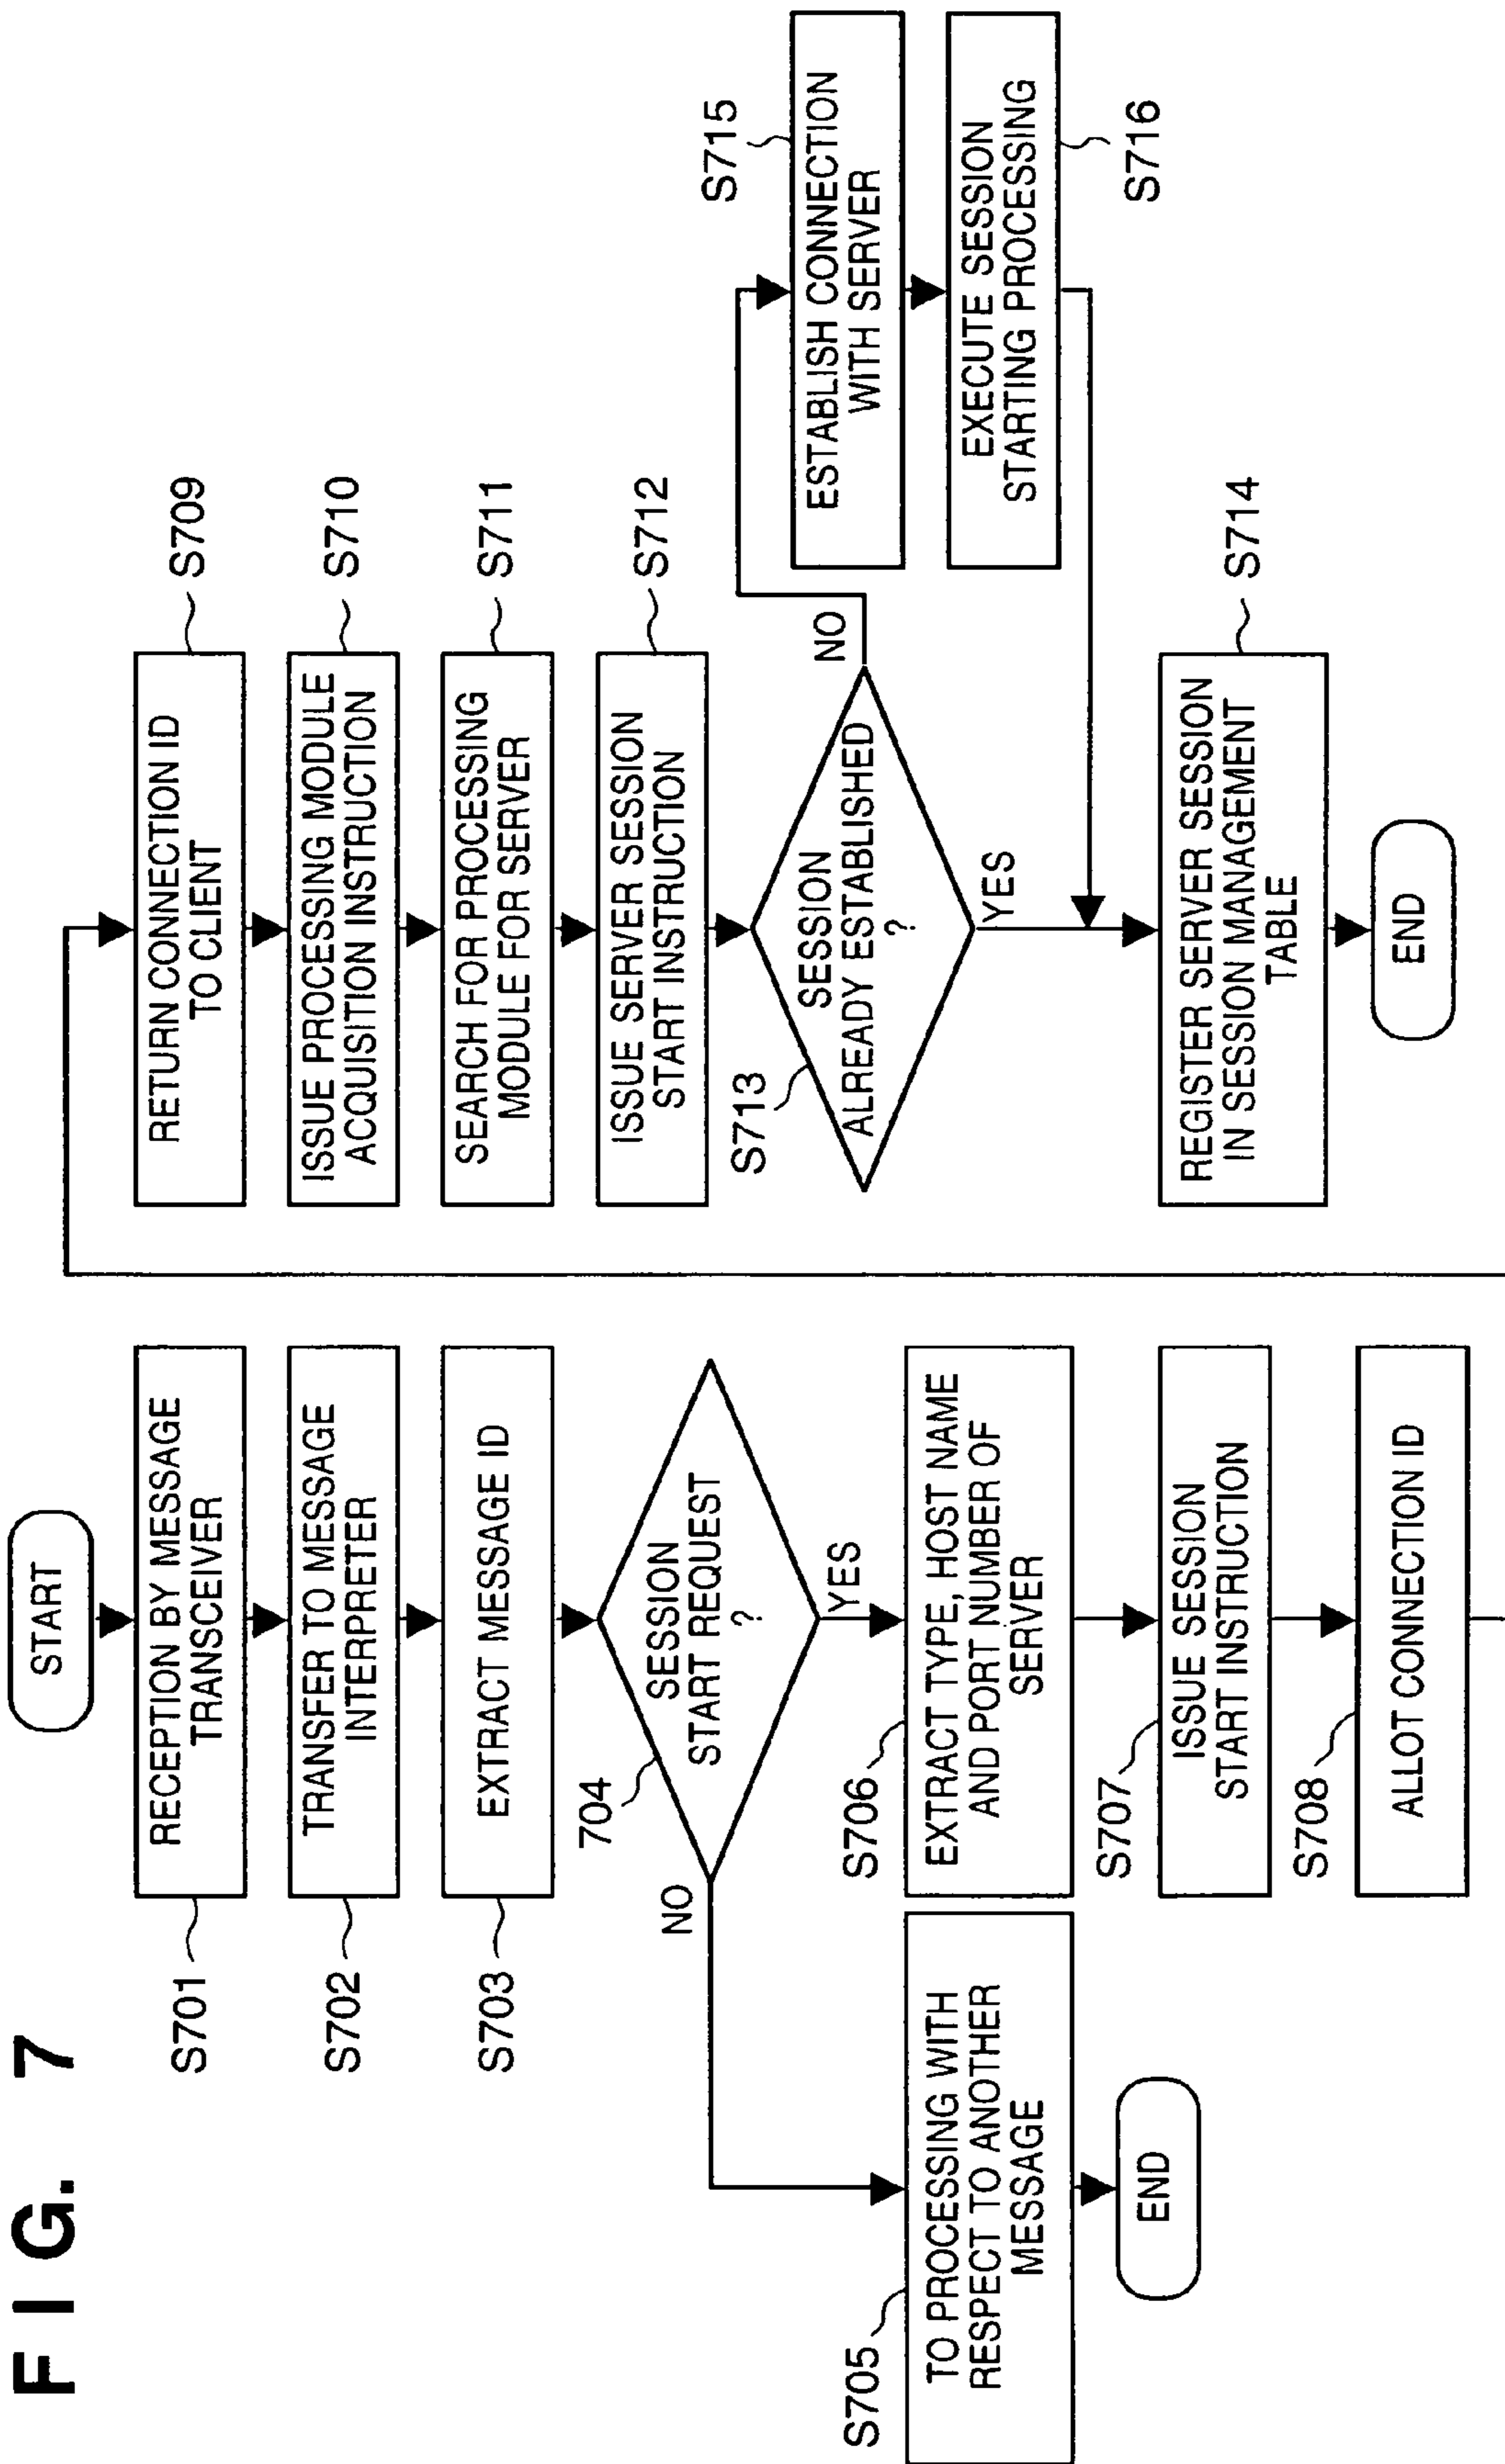 FIG. 7
START
S701
RECEPTION BY MESSAGE
TRANSCEIVER
S702
TRANSFER TO MESSAGE
INTERPRETER
S703
EXTRACT MESSAGE ID
704
SESSION
START REQUEST
?
NO
YES
S705
TO PROCESSING WITH
RESPECT TO ANOTHER
MESSAGE
END
S706
EXTRACT TYPE, HOST NAME
AND PORT NUMBER OF
SERVER
S707
ISSUE SESSION
START INSTRUCTION
S708
ALLOT CONNECTION ID
RETURN CONNECTION ID
TO CLIENT
S709
ISSUE PROCESSING MODULE
ACQUISITION INSTRUCTION
S710
SEARCH FOR PROCESSING
MODULE FOR SERVER
S711
ISSUE SERVER SESSION
START INSTRUCTION
S712
S713
SESSION
ALREADY ESTABLISHED
?
NO
YES
S715
ESTABLISH CONNECTION
WITH SERVER
EXECUTE SESSION
STARTING PROCESSING
S716
REGISTER SERVER SESSION
IN SESSION MANAGEMENT
TABLE
S714
END